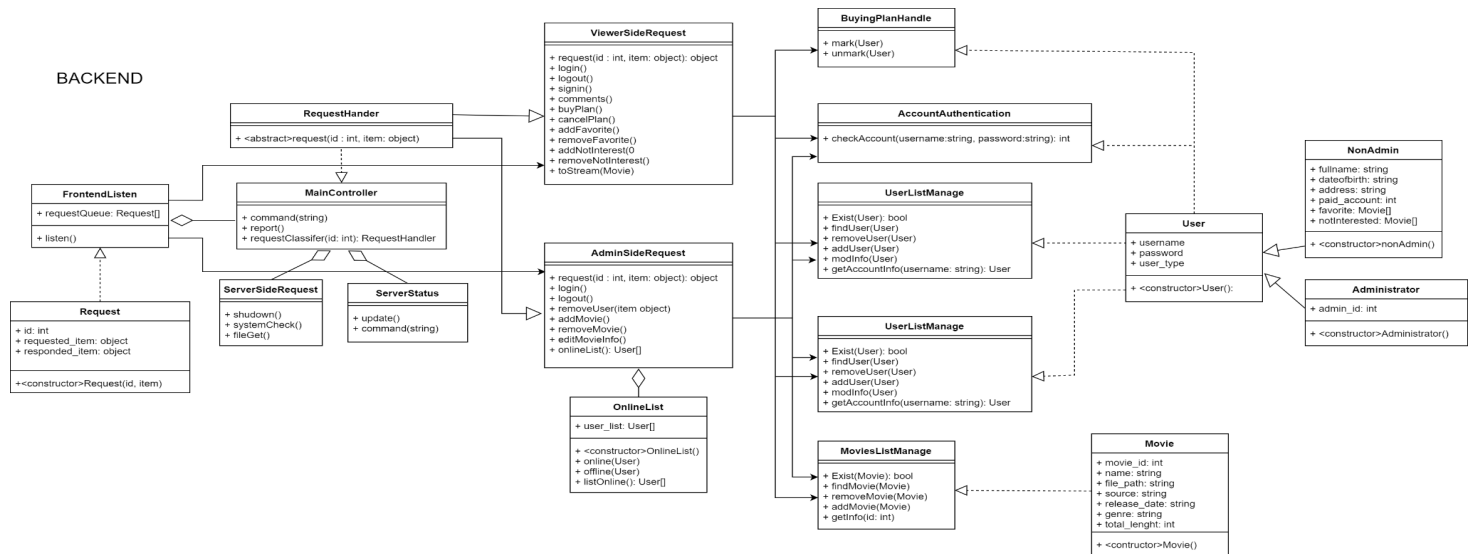 BACKEND
FrontendListen
+ requestQueue: Request[]
+ listen()
Request
+ id: int
+ requested_item: object
+ responded_item: object
+<constructor>Request(id, item)
RequestHander
+ <abstract>request(id : int, item: object)
MainController
+ command(string)
+ report()
+ requestClassifer(id: int): RequestHandler
ServerSideRequest
+ shudown()
+ systemCheck()
+ fileGet()
ServerStatus
+ update()
+ command(string)
ViewerSideRequest
+ request(id : int, item: object): object
+ login()
+ logout()
+ signin()
+ comments()
+ buyPlan()
+ cancelPlan()
+ addFavorite()
+ removeFavorite()
+ addNotInterest(0
+ removeNotInterest()
+ toStream(Movie)
AdminSideRequest
+ request(id : int, item: object): object
+ login()
+ logout()
+ removeUser(item object)
+ addMovie()
+ removeMovie()
+ editMovieInfo()
+ onlineList(): User[]
OnlineList
+ user_list: User[]
+ <constructor>OnlineList()
+ online(User)
+ offline(User)
+ listOnline(): User[]
BuyingPlanHandle
+ mark(User)
+ unmark(User)
AccountAuthentication
+ checkAccount(username:string, password:string): int
UserListManage
+ Exist(User): bool
+ findUser(User)
+ removeUser(User)
+ addUser(User)
+ modInfo(User)
+ getAccountInfo(username: string): User
UserListManage
+ Exist(User): bool
+ findUser(User)
+ removeUser(User)
+ addUser(User)
+ modInfo(User)
+ getAccountInfo(username: string): User
MoviesListManage
+ Exist(Movie): bool
+ findMovie(Movie)
+ removeMovie(Movie)
+ addMovie(Movie)
+ getInfo(id: int)
User
+ username
+ password
+ user_type
+ <constructor>User():
NonAdmin
+ fullname: string
+ dateofbirth: string
+ address: string
+ paid_account: int
+ favorite: Movie[]
+ notInterested: Movie[]
+ <constructor>nonAdmin()
Administrator
+ admin_id: int
+ <constructor>Administrator()
Movie
+ movie_id: int
+ name: string
+ file_path: string
+ source: string
+ release_date: string
+ genre: string
+ total_lenght: int
+ <contructor>Movie()